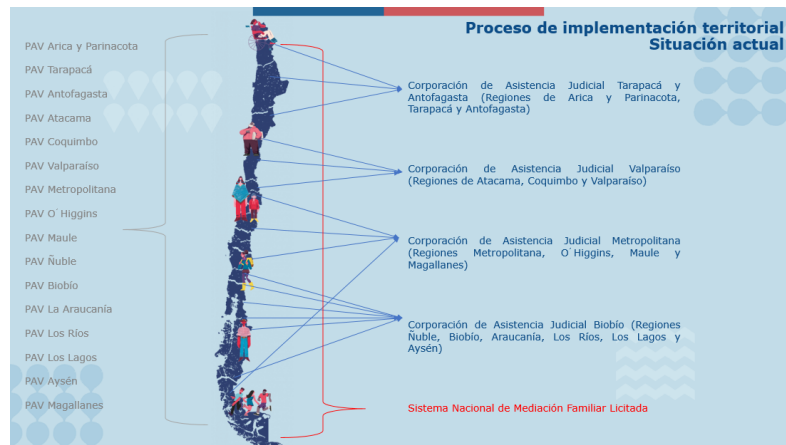 Proceso de implementación territorial
Situación actual
PAV Arica y Parinacota
PAV Tarapacá
PAV Antofagasta
PAV Atacama
PAV Coquimbo
PAV Valparaíso
PAV Metropolitana
PAV O´Higgins
PAV Maule
PAV Ñuble
PAV Biobío
PAV La Araucanía
PAV Los Ríos
PAV Los Lagos
PAV Aysén
PAV Magallanes
Corporación de Asistencia Judicial Tarapacá y
Antofagasta (Regiones de Arica y Parinacota,
Tarapacá y Antofagasta)
Corporación de Asistencia Judicial Valparaíso
(Regiones de Atacama, Coquimbo y Valparaíso)
Corporación de Asistencia Judicial Metropolitana
(Regiones Metropolitana, O´Higgins, Maule y
Magallanes)
Corporación de Asistencia Judicial Biobío (Regiones
Ñuble, Biobío, Araucanía, Los Ríos, Los Lagos y
Aysén)
Sistema Nacional de Mediación Familiar Licitada